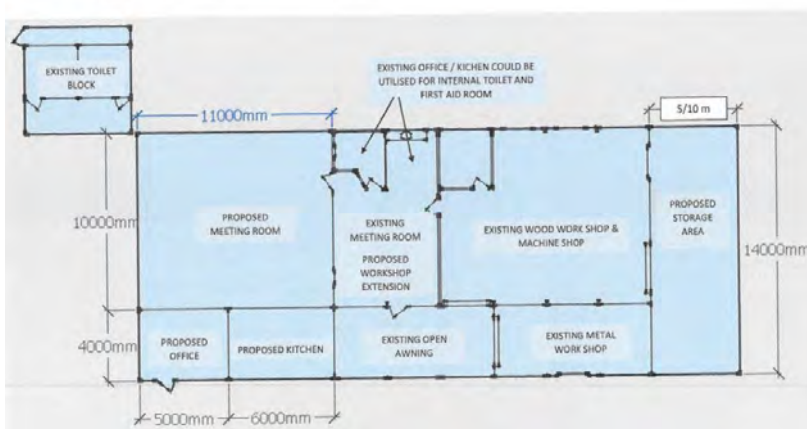 EXISTING TOILET
BLOCK
EXISTING OFFICE / KICHEN COULD BE
UTILISED FOR INTERNAL TOILET AND
FIRST AID ROOM
11000mm
5/10 m
10000mm
PROPOSED
MEETING ROOM
EXISTING
MEETING ROOM
PROPOSED
WORKSHOP
EXTENSION
EXISTING WOOD WORK SHOP &
MACHINE SHOP
PROPOSED
STORAGE
AREA
14000mm
4000mm
PROPOSED
OFFICE
PROPOSED KITCHEN
EXISTING OPEN
AWNING
EXISTING METAL
WORK SHOP
5000mm
6000mm